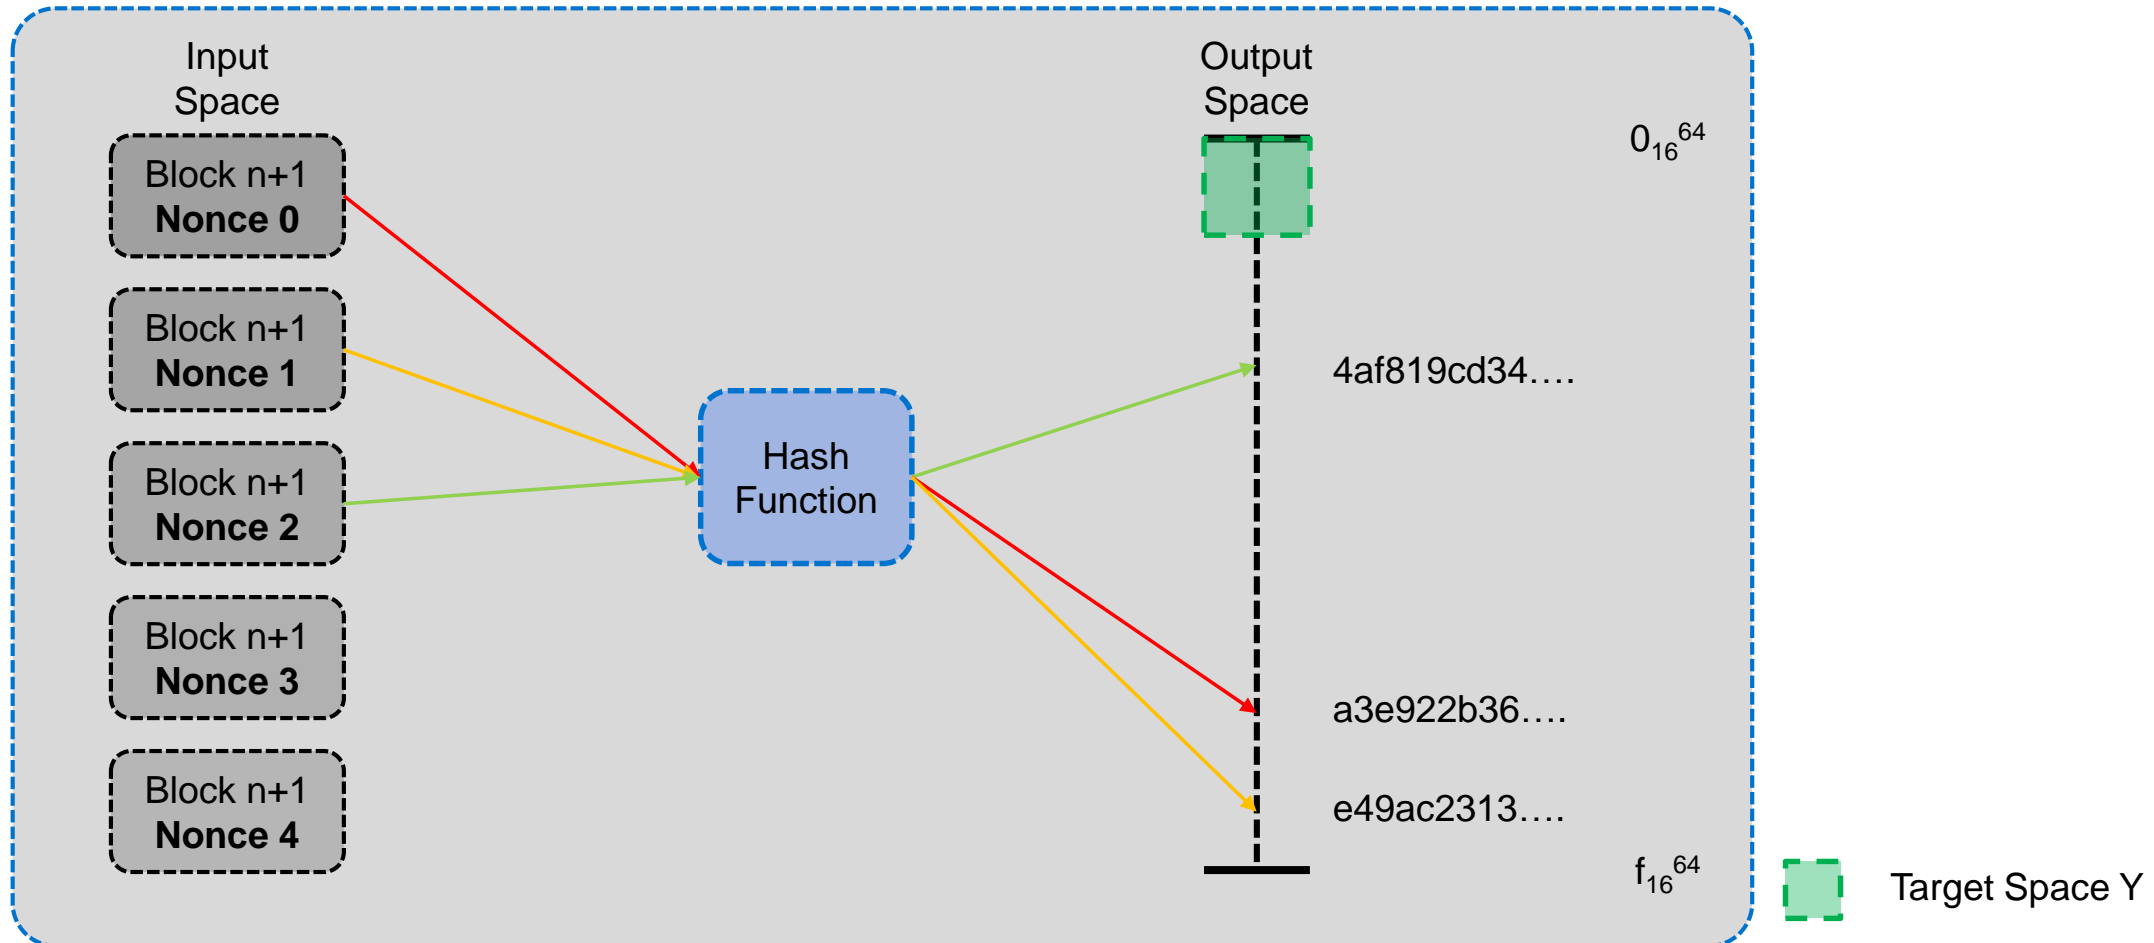 Input
Space
Block n+1
Nonce 0
Block n+1
Nonce 1
Block n+1
Nonce 2
Block n+1
Nonce 3
Block n+1
Nonce 4
Hash
Function
Output
Space
0₁₆⁶⁴
4af819cd34….
a3e922b36….
e49ac2313….
f₁₆⁶⁴
Target Space Y